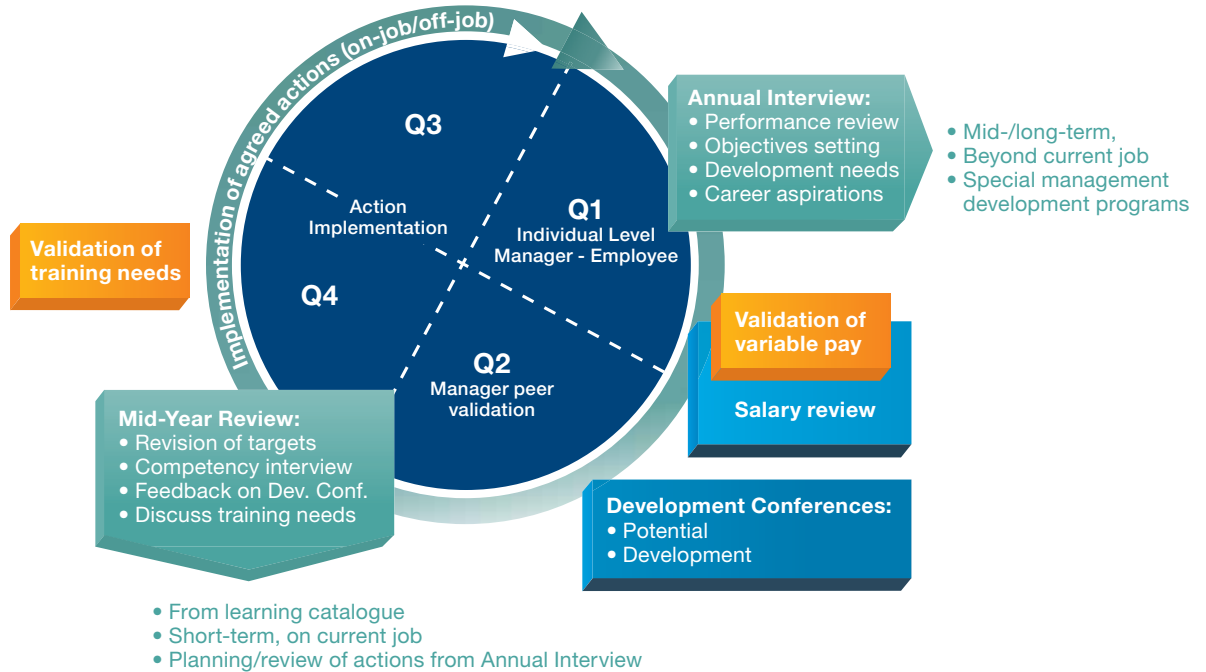 Implementation of agreed actions (on-job/off-job)
Q3
Action
Implementation
Q1
Individual Level
Manager - Employee
Q4
Q2
Manager peer
validation
Annual Interview:
• Performance review
• Objectives setting
• Development needs
• Career aspirations
• Mid-/long-term,
• Beyond current job
• Special management
development programs
Validation of
training needs
Validation of
variable pay
Salary review
Mid-Year Review:
• Revision of targets
• Competency interview
• Feedback on Dev. Conf.
• Discuss training needs
Development Conferences:
• Potential
• Development
• From learning catalogue
• Short-term, on current job
• Planning/review of actions from Annual Interview